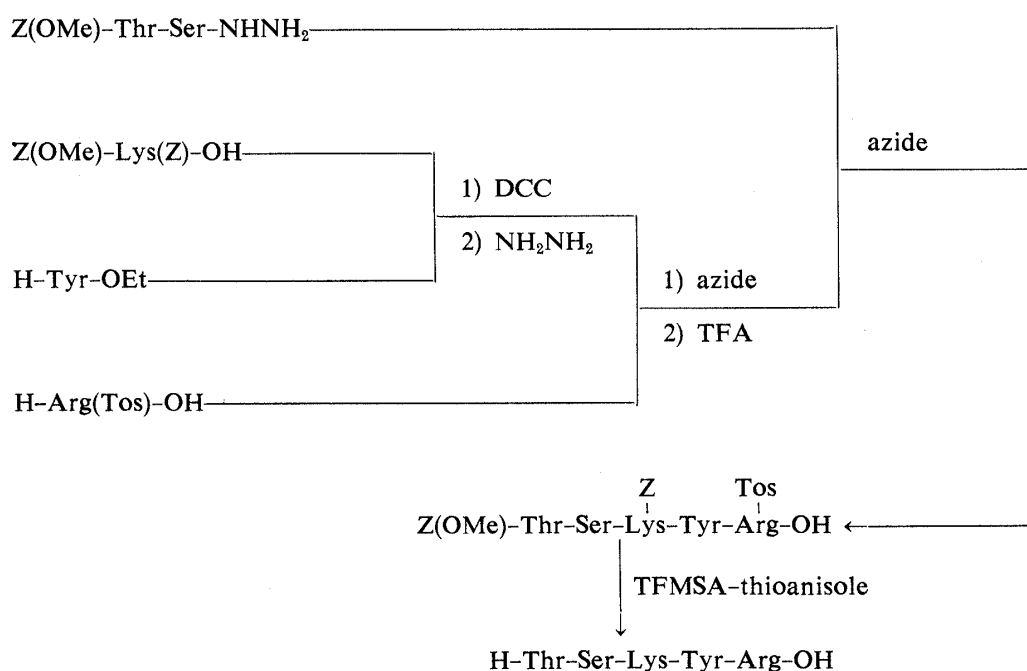 Z(OMe)–Thr–Ser–NHNH₂
azide
Z(OMe)–Lys(Z)–OH
1) DCC
2) NH₂NH₂
H–Tyr–OEt
1) azide
2) TFA
H–Arg(Tos)–OH
Z Tos
Z(OMe)–Thr–Ser–Lys–Tyr–Arg–OH
TFMSA–thioanisole
H–Thr–Ser–Lys–Tyr–Arg–OH